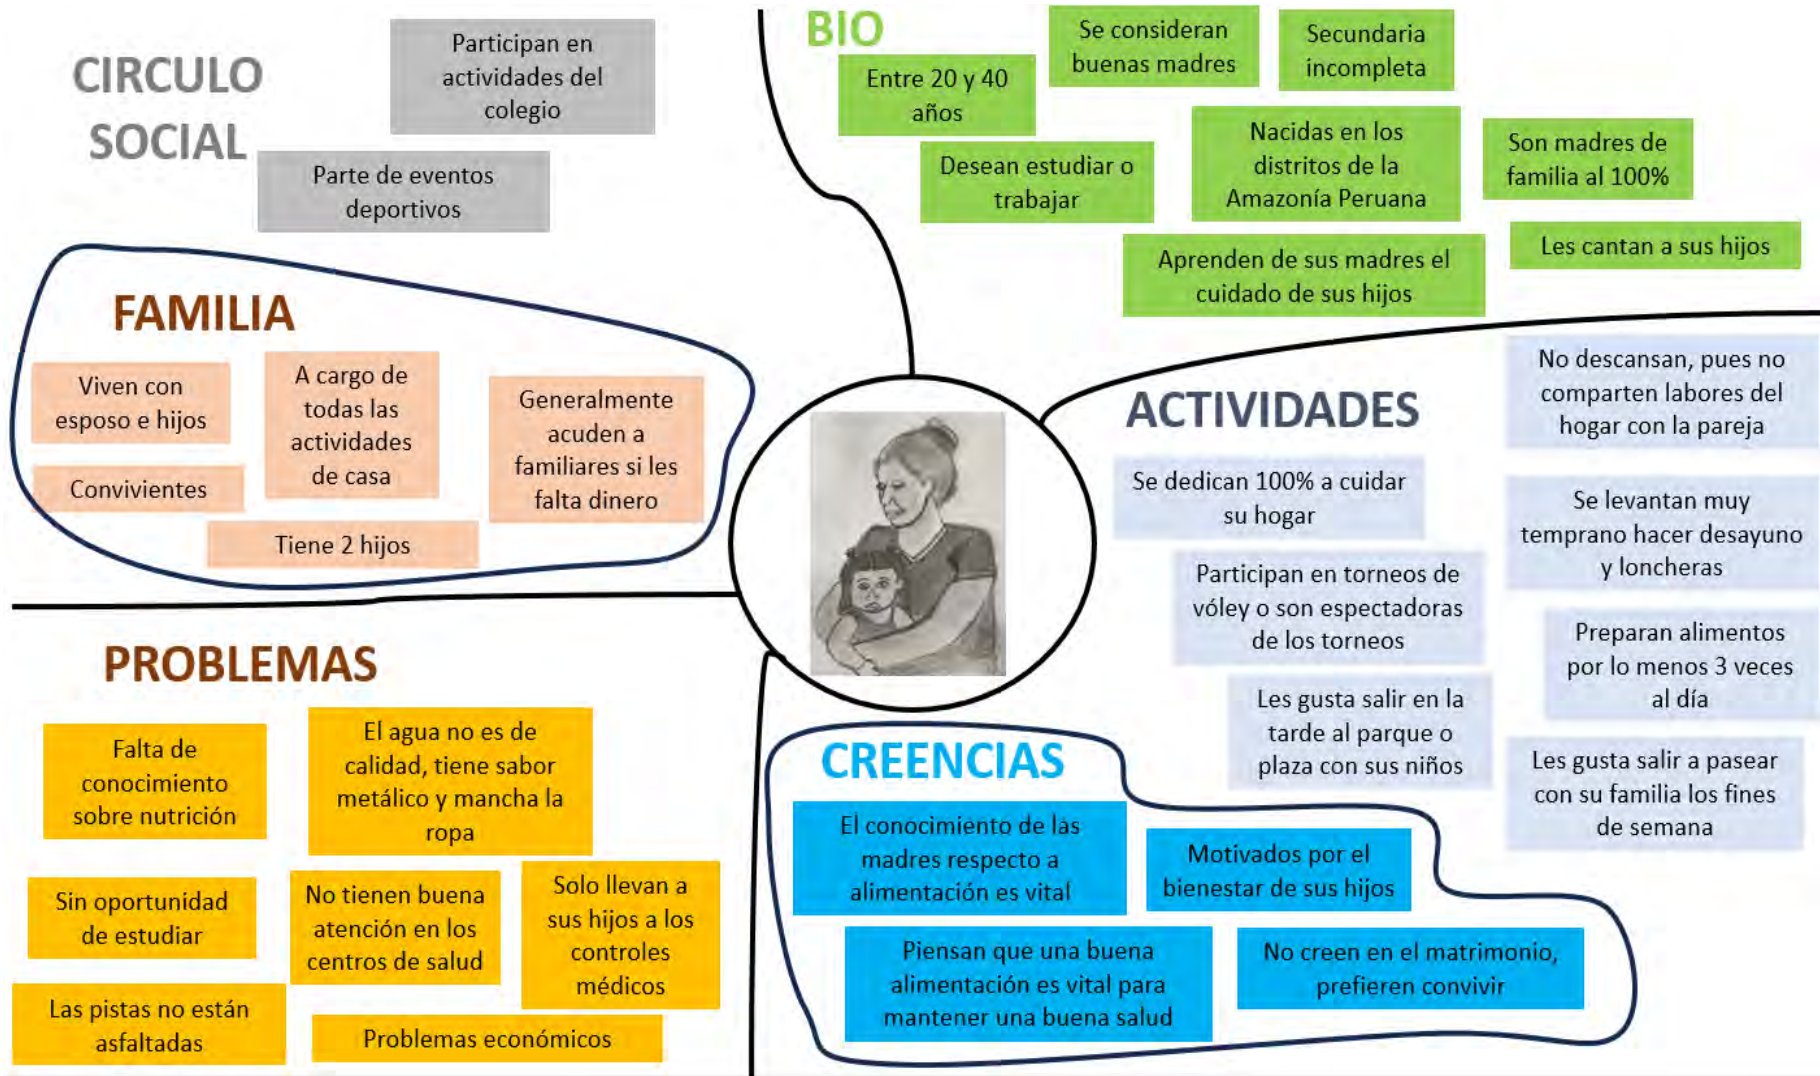 CIRCULO
SOCIAL
Participan en
actividades del
colegio
Parte de eventos
deportivos
BIO
Entre 20 y 40
años
Se consideran
buenas madres
Secundaria
incompleta
Desean estudiar o
trabajar
Nacidas en los
distritos de la
Amazonía Peruana
Son madres de
familia al 100%
Aprenden de sus madres el
cuidado de sus hijos
Les cantan a sus hijos
FAMILIA
Viven con
esposo e hijos
A cargo de
todas las
actividades
de casa
Generalmente
acuden a
familiares si les
falta dinero
Convivientes
Tiene 2 hijos
ACTIVIDADES
No descansan, pues no
comparten labores del
hogar con la pareja
Se dedican 100% a cuidar
su hogar
Se levantan muy
temprano hacer desayuno
y loncheras
Participan en torneos de
vóley o son espectadoras
de los torneos
Preparan alimentos
por lo menos 3 veces
al día
Les gusta salir en la
tarde al parque o
plaza con sus niños
Les gusta salir a pasear
con su familia los fines
de semana
PROBLEMAS
Falta de
conocimiento
sobre nutrición
El agua no es de
calidad, tiene sabor
metálico y mancha la
ropa
Sin oportunidad
de estudiar
No tienen buena
atención en los
centros de salud
Solo llevan a
sus hijos a los
controles
médicos
Las pistas no están
asfaltadas
Problemas económicos
CREENCIAS
El conocimiento de las
madres respecto a
alimentación es vital
Motivados por el
bienestar de sus hijos
Piensan que una buena
alimentación es vital para
mantener una buena salud
No creen en el matrimonio,
prefieren convivir